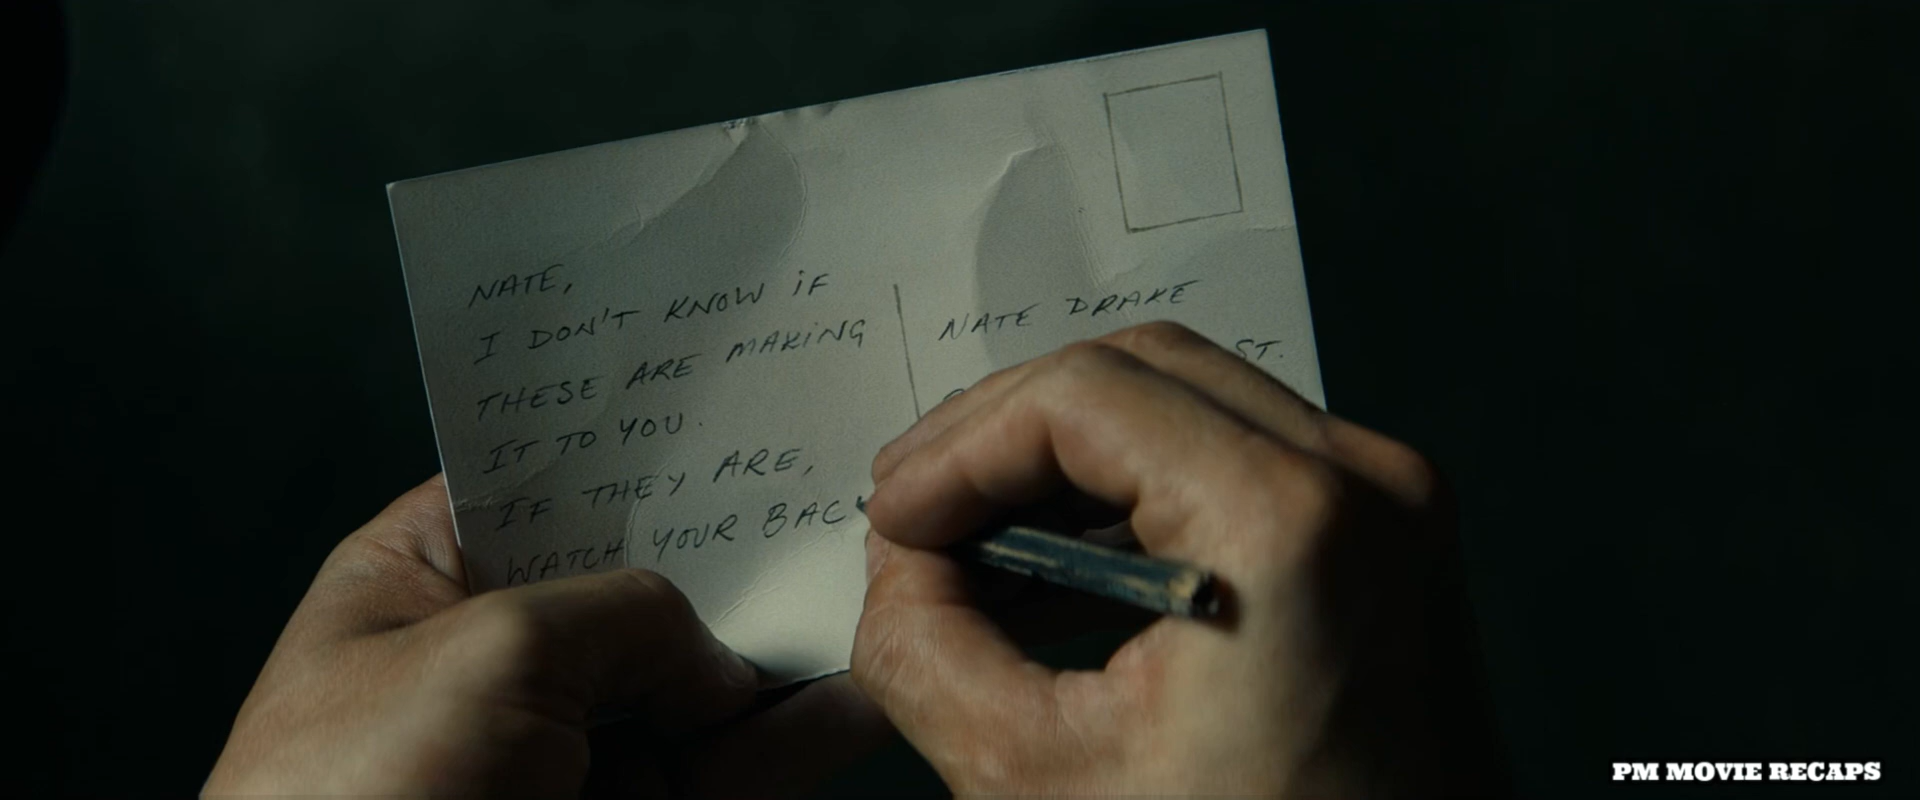 NATE,
I DON'T KNOW IF
THESE ARE MAKING
IT TO YOU.
IF THEY ARE,
WATCH YOUR BAC
NATE DRAKE
ST.
PM MOVIE RECAPS